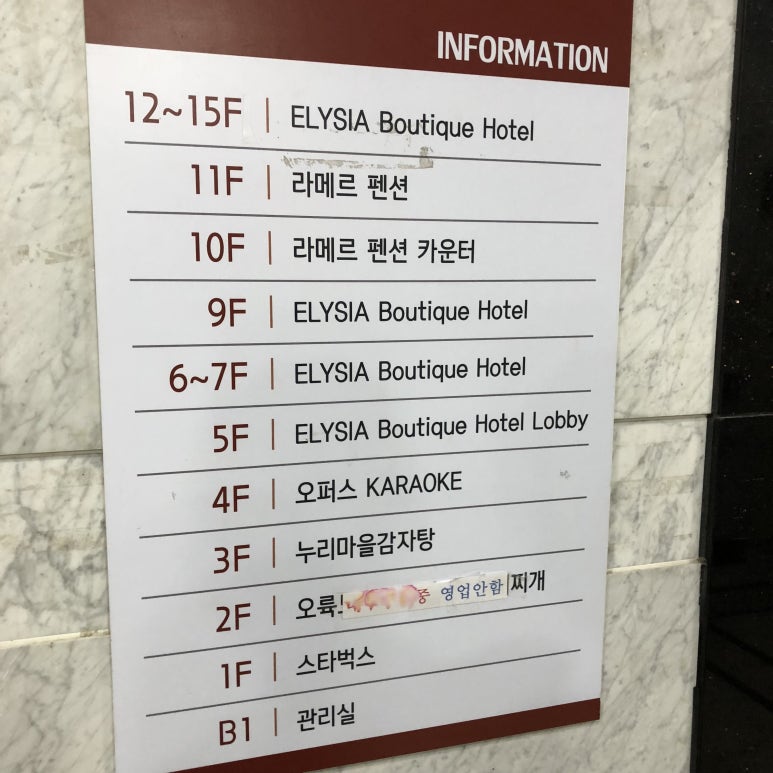 INFORMATION
12~15F | ELYSIA Boutique Hotel
11F | 라메르 펜션
10F | 라메르 펜션 카운터
9F | ELYSIA Boutique Hotel
6~7F | ELYSIA Boutique Hotel
5F | ELYSIA Boutique Hotel Lobby
4F | 오퍼스 KARAOKE
3F | 누리마을감자탕
2F | 영업안함 찌개
1F | 스타벅스
B1 | 관리실